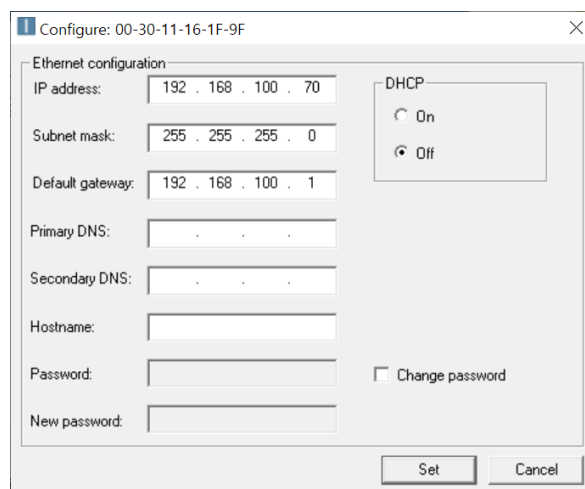 Configure: 00-30-11-16-1F-9F
Ethernet configuration
IP address: 192 . 168 . 100 . 70
DHCP
On
Subnet mask: 255 . 255 . 255 . 0
Off
Default gateway: 192 . 168 . 100 . 1
Primary DNS: . . .
Secondary DNS: . . .
Hostname:
Password:
Change password
New password:
Set
Cancel